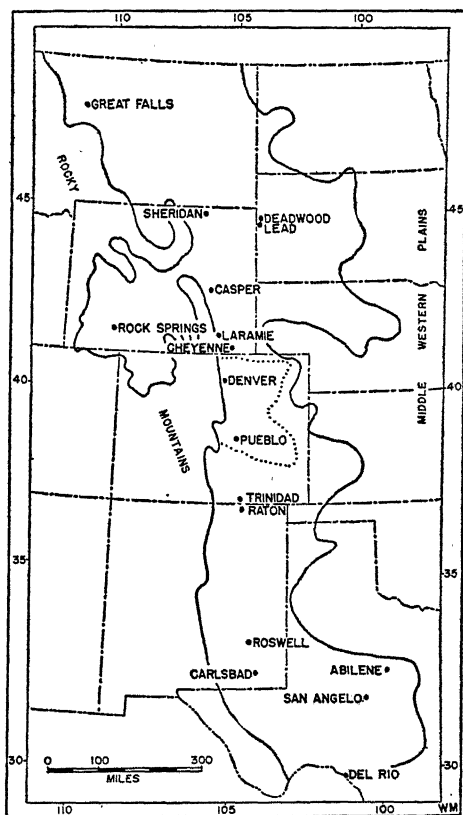 110 105 100
GREAT FALLS
ROCKY
45 45
SHERIDAN
DEADWOOD
LEAD
PLAINS
CASPER
WESTERN
ROCK SPRINGS
LARAMIE
CHEYENNE
40 40
DENVER
MIDDLE
MOUNTAINS
PUEBLO
TRINIDAD
RATON
35 35
ROSWELL
CARLSBAD
ABILENE
SAN ANGELO
30 30
0 100 300
MILES
DEL RIO
110 105 100 WM